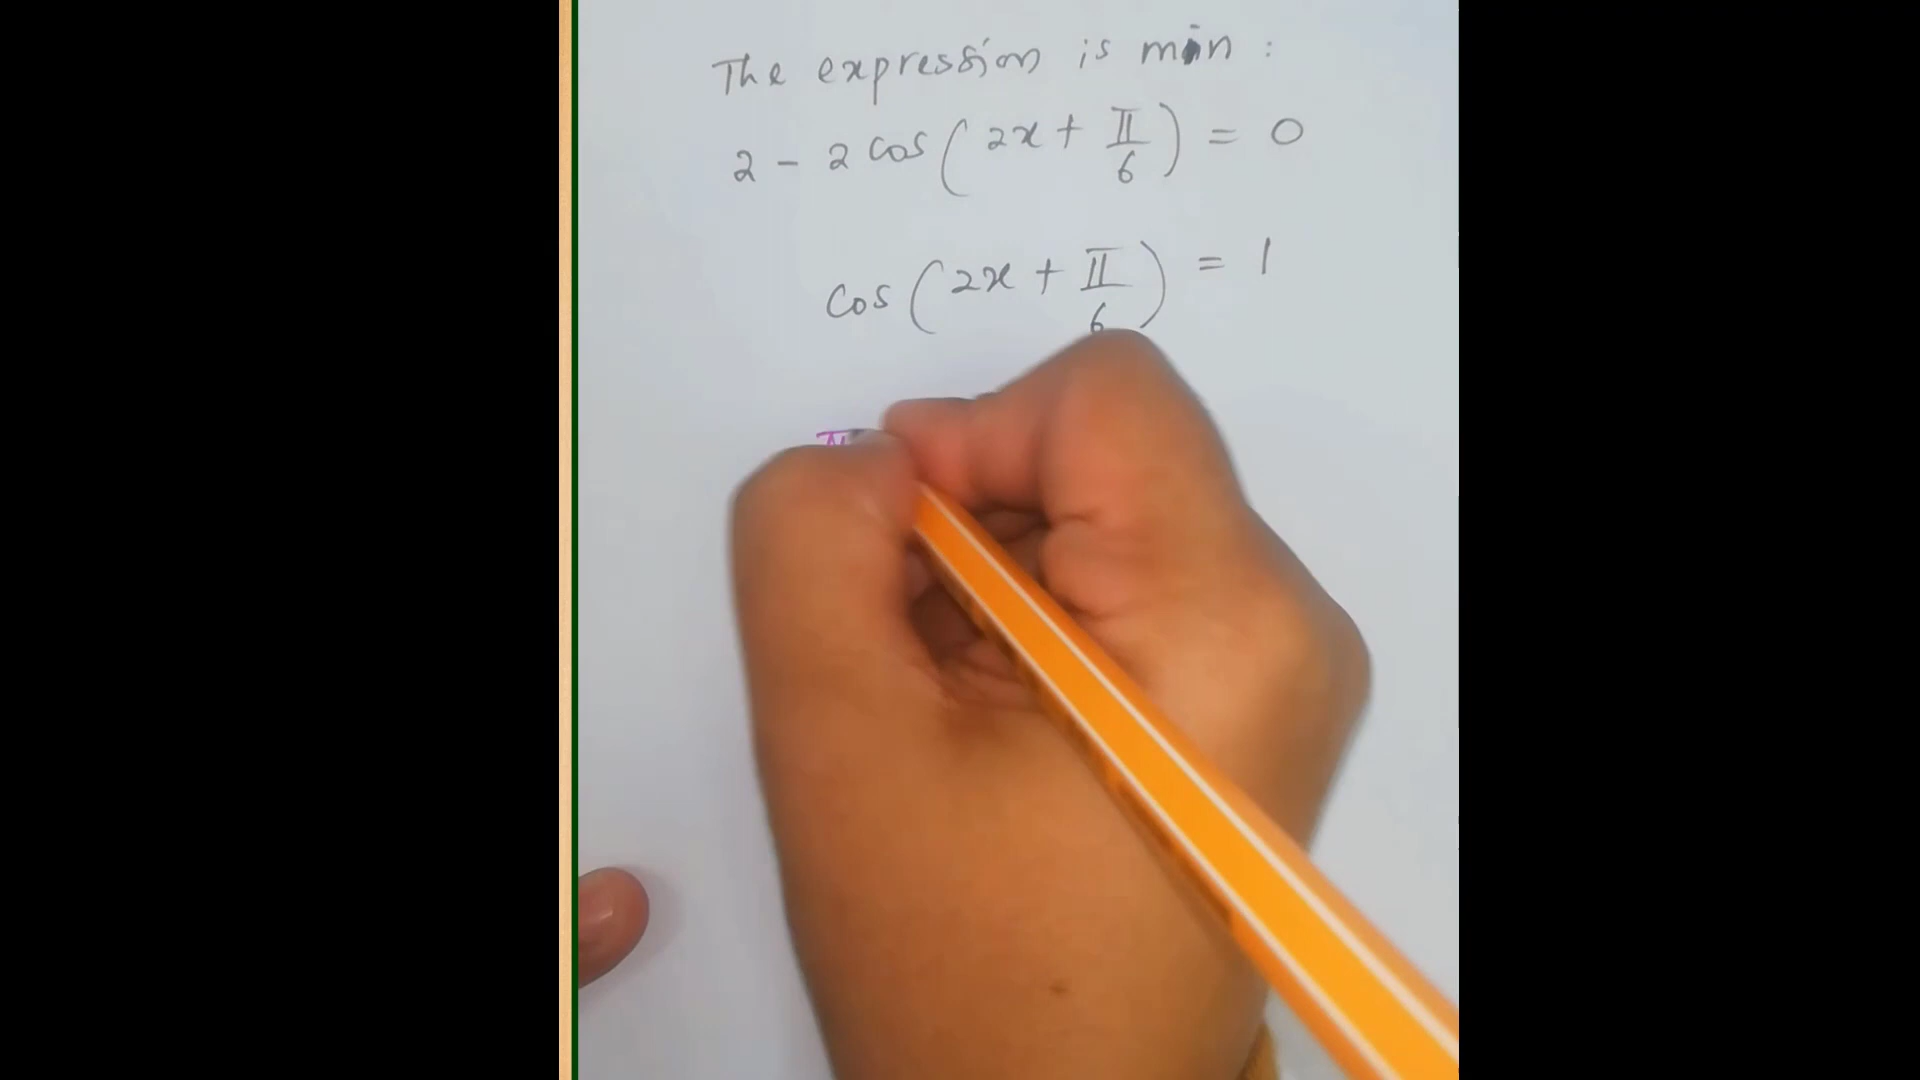 The expression is min :
2 - 2 cos ( 2x + π/6 ) = 0
cos ( 2x + π/6 ) = 1